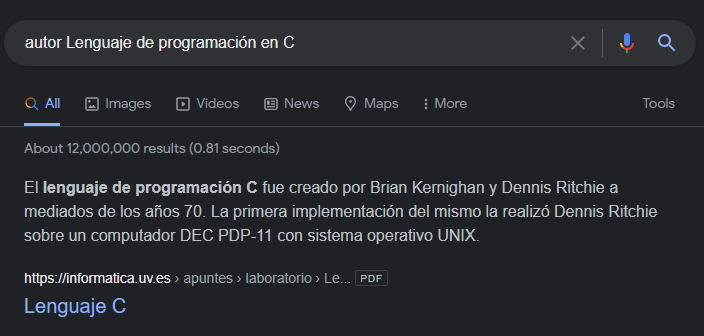 autor Lenguaje de programación en C
All Images Videos News Maps More Tools
About 12,000,000 results (0.81 seconds)
El lenguaje de programación C fue creado por Brian Kernighan y Dennis Ritchie a
mediados de los años 70. La primera implementación del mismo la realizó Dennis Ritchie
sobre un computador DEC PDP-11 con sistema operativo UNIX.
https://informatica.uv.es › apuntes › laboratorio › Le... PDF
Lenguaje C